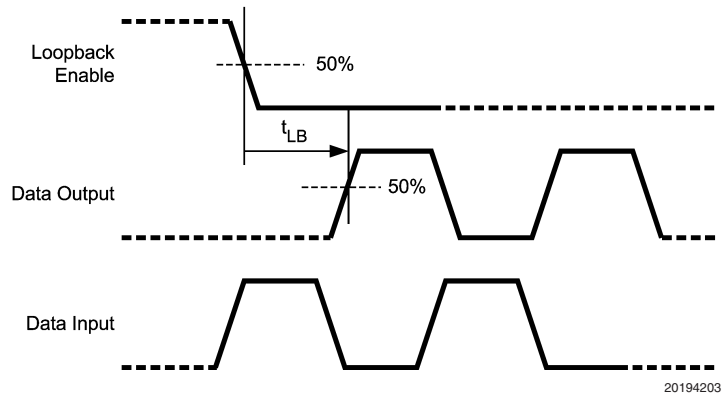 Loopback
Enable
50%
tLB
Data Output
50%
Data Input
20194203